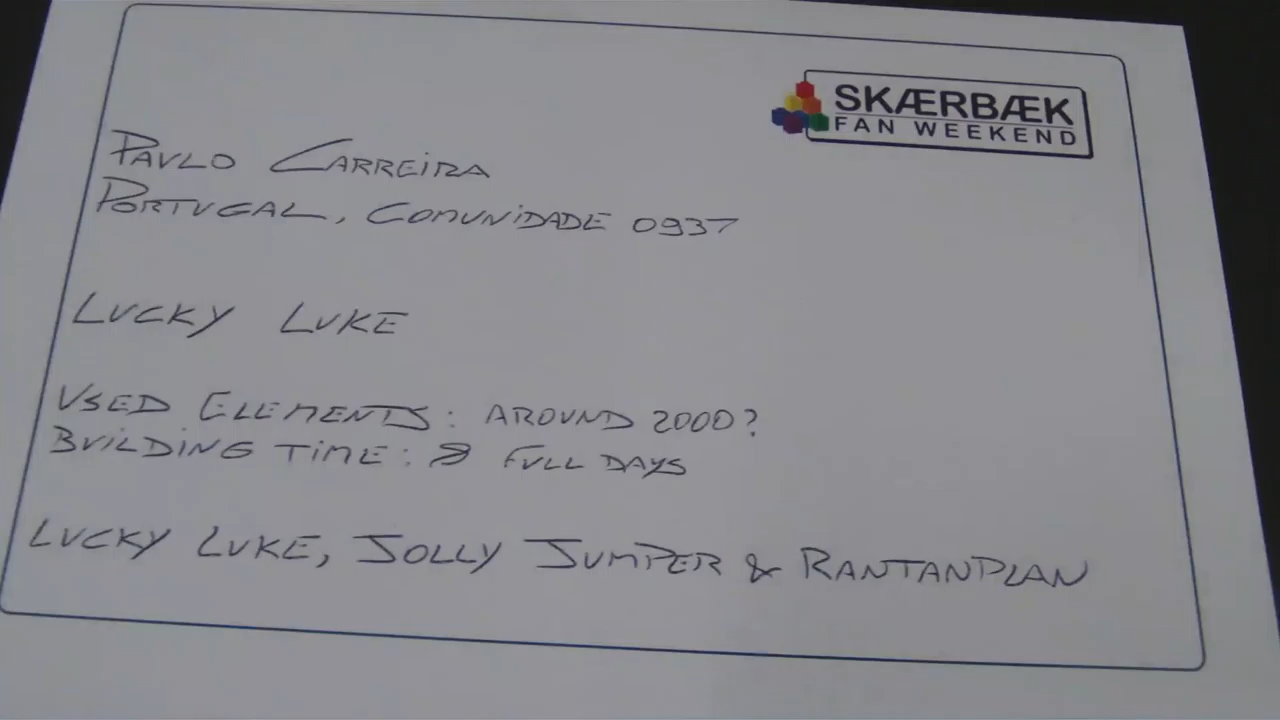 SKÆRBÆK
FAN WEEKEND
PAULO CARREIRA
PORTUGAL, COMUNIDADE 0937
LUCKY LUKE
USED ELEMENTS: AROUND 2000?
BUILDING TIME: FULL DAYS
LUCKY LUKE, JOLLY JUMPER & RANTANPLAN